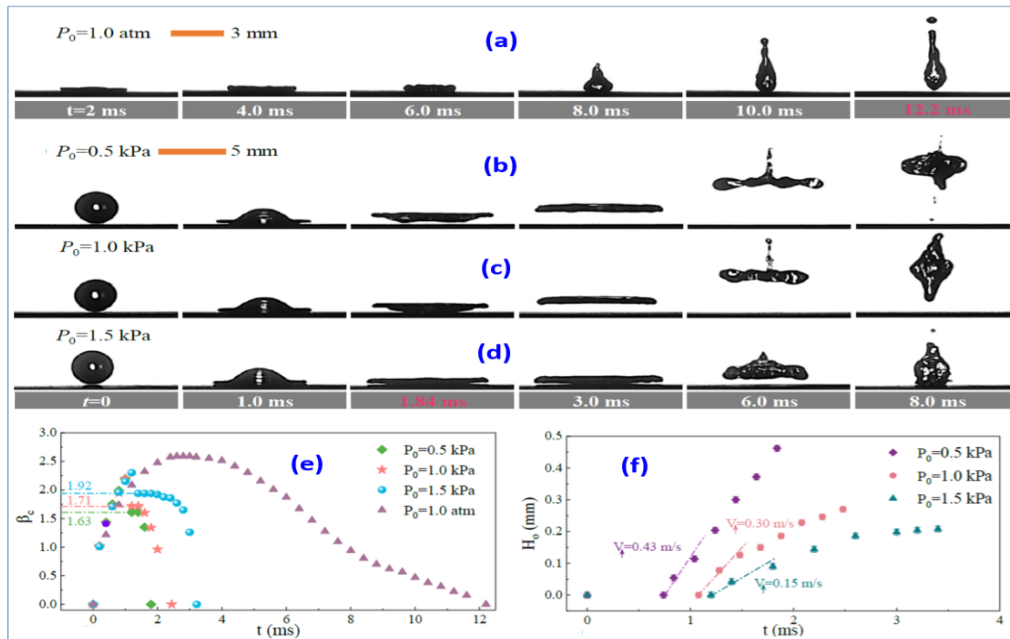 P₀=1.0 atm 3 mm (a)
t=2 ms 4.0 ms 6.0 ms 8.0 ms 10.0 ms 12.2 ms
P₀=0.5 kPa 5 mm (b)
P₀=1.0 kPa (c)
P₀=1.5 kPa (d)
t=0 1.0 ms 1.84 ms 3.0 ms 6.0 ms 8.0 ms
(e)
3.0
2.5
2.0
1.5
1.0
0.5
0.0
β_c
1.92
1.71
1.63
P₀=0.5 kPa
P₀=1.0 kPa
P₀=1.5 kPa
P₀=1.0 atm
0 2 4 6 8 10 12
t (ms)
(f)
0.5
0.4
0.3
0.2
0.1
0.0
H₀ (mm)
P₀=0.5 kPa
P₀=1.0 kPa
P₀=1.5 kPa
V↑=0.30 m/s
V↑=0.43 m/s
V↑=0.15 m/s
0 1 2 3 4
t (ms)